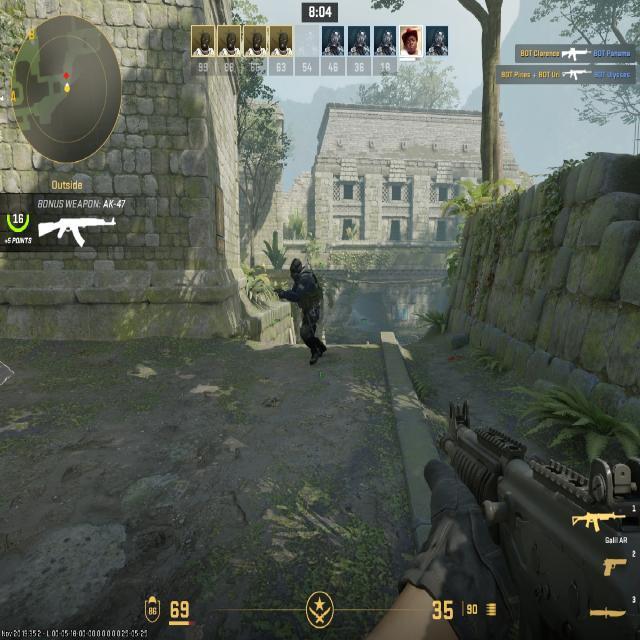 8:04
99 88 66 63 54 46 36 18
BOT Clarence BOT Panama
BOT Pines + BOT Uri BOT Ulysses
Outside
BONUS WEAPON: AK-47
16
+5 POINTS
1
Galil AR
2
3
86 69
35 | 90